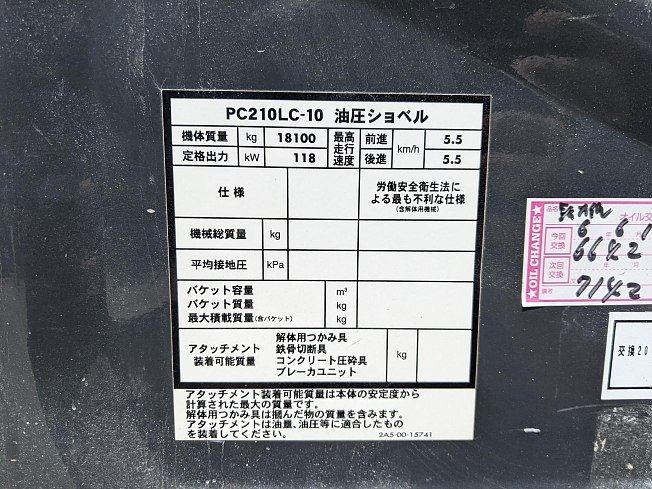 PC210LC-10 油圧ショベル
機体質量 kg 18100 最高走行速度 前進 km/h 5.5
定格出力 kW 118 後進 5.5
仕様 労働安全衛生法に
よる最も不利な仕様
(含解体用機械)
機械総質量 kg
平均接地圧 kPa
バケット容量 m³
バケット質量 kg
最大積載質量(含バケット) kg
アタッチメント
装着可能質量
解体用つかみ具
鉄骨切断具
コンクリート圧砕具
ブレーカユニット
kg
アタッチメント装着可能質量は本体の安定度から
計算された最大の質量です。
解体用つかみ具は掴んだ物の質量を含みます。
アタッチメントは油量、油圧等に適合したもの
を装着してください。 2A5-00-15741
★OIL CHANGE★
品名
オイル交
今回
交換
6 年 6
6642
次回
交換
備考
7142
交換20